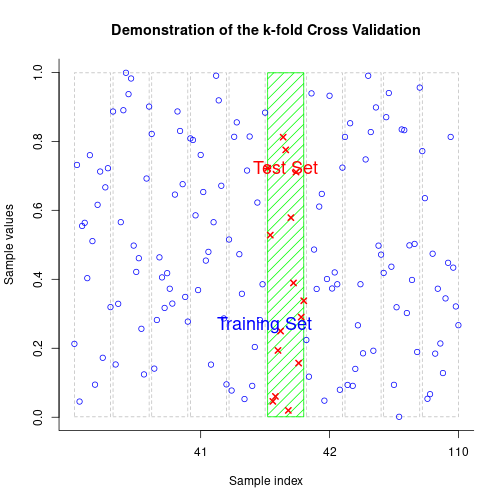 Demonstration of the k-fold Cross Validation
Sample values
1.0
0.8
0.6
0.4
0.2
0.0
Test Set
Training Set
41
42
110
Sample index